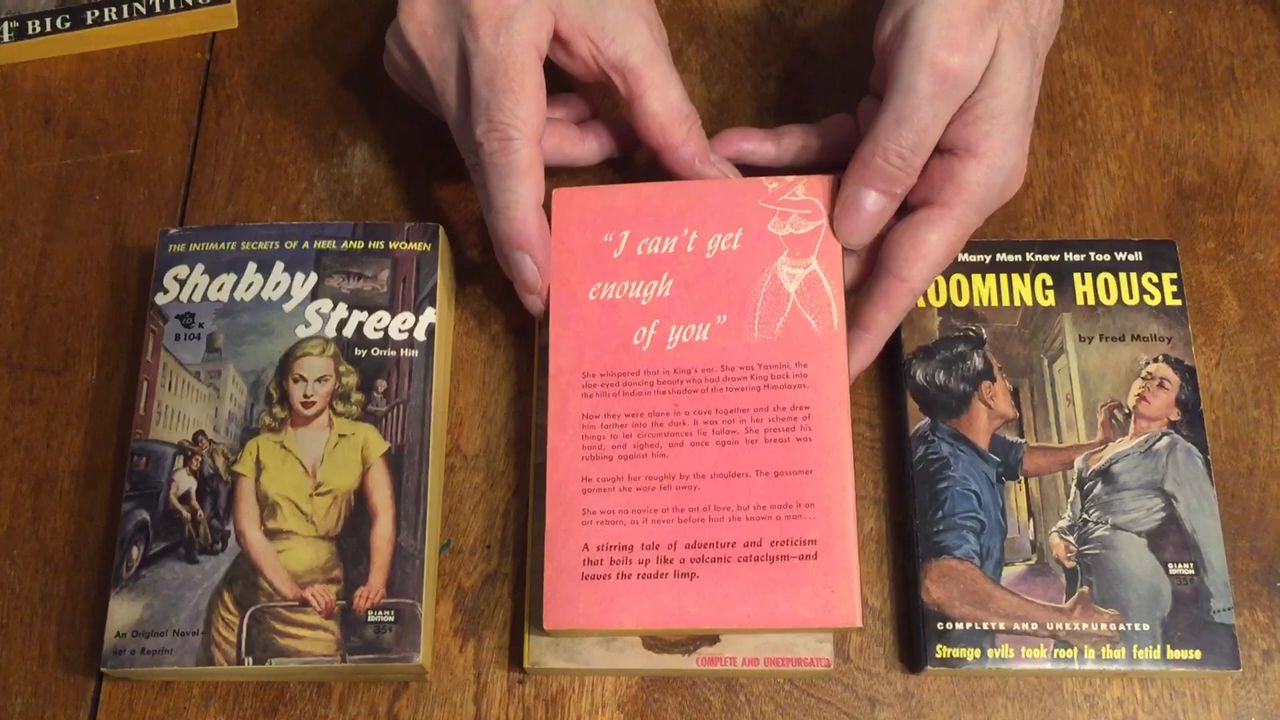 4th BIG PRINTING
THE INTIMATE SECRETS OF A HEEL AND HIS WOMEN
Shabby
Street
K
B 104
by Orrie Hitt
GIANT
EDITION
35¢
An Original Novel—
not a Reprint
"I can't get
enough
of you"
She whispered that in King's ear. She was Yasmini, the
sloe-eyed dancing beauty who had drawn King back into
the hills of India in the shadow of the towering Himalayas.
Now they were alone in a cave together and she drew
him farther into the dark. It was not in her scheme of
things to let circumstances lie fallow. She pressed his
hand, and sighed, and once again her breast was
rubbing against him.
He caught her roughly by the shoulders. The gossamer
garment she wore fell away.
She was no novice at the art of love, but she made it an
art reborn, as if never before had she known a man....
A stirring tale of adventure and eroticism
that boils up like a volcanic cataclysm—and
leaves the reader limp.
COMPLETE AND UNEXPURGATED
Many Men Knew Her Too Well
ROOMING HOUSE
by Fred Malloy
GIANT
EDITION
35¢
COMPLETE AND UNEXPURGATED
Strange evils took root in that fetid house